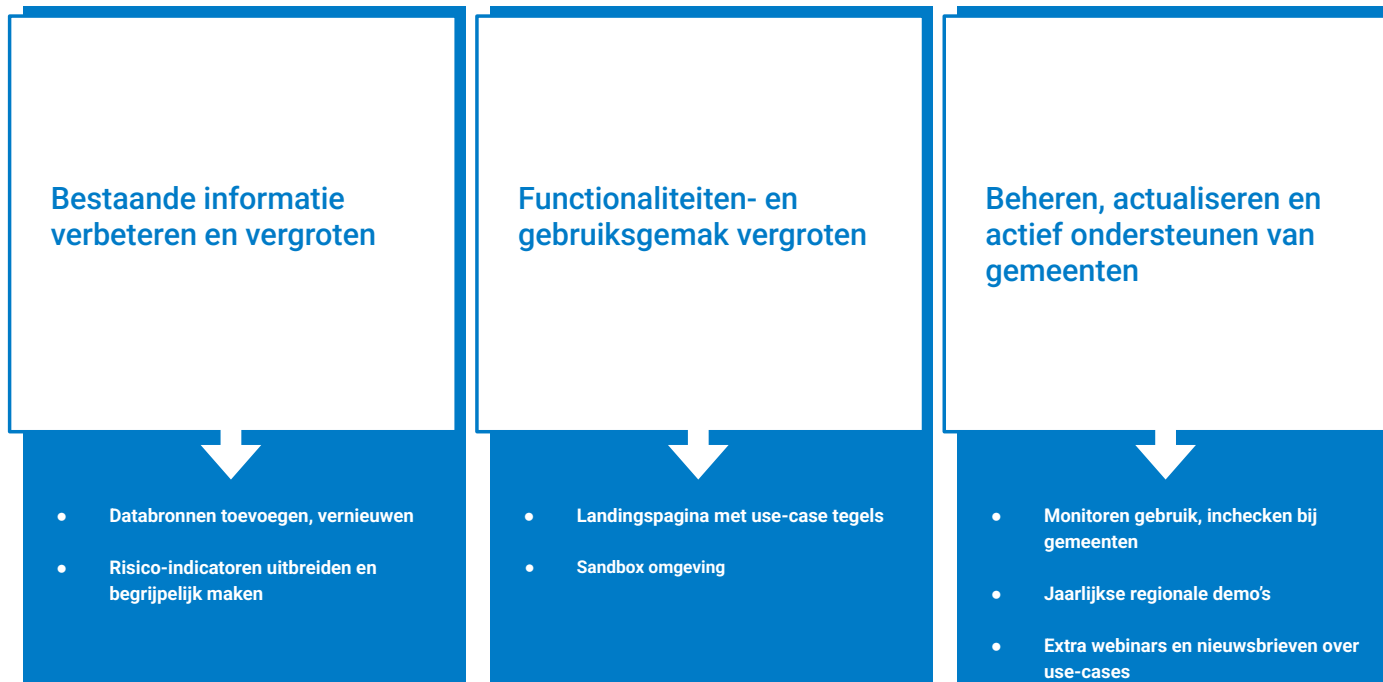 Bestaande informatie
verbeteren en vergroten
● Databronnen toevoegen, vernieuwen
● Risico-indicatoren uitbreiden en
begrijpelijk maken
Functionaliteiten- en
gebruiksgemak vergroten
● Landingspagina met use-case tegels
● Sandbox omgeving
Beheren, actualiseren en
actief ondersteunen van
gemeenten
● Monitoren gebruik, inchecken bij
gemeenten
● Jaarlijkse regionale demo’s
● Extra webinars en nieuwsbrieven over
use-cases